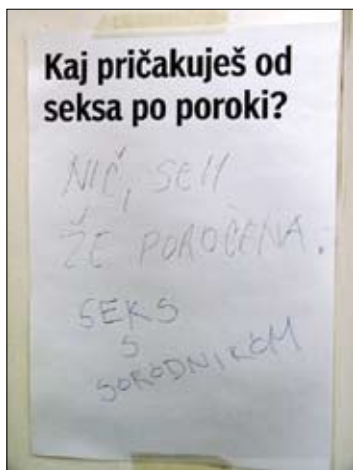 Kaj pričakuješ od
seksa po poroki?
NIČ, SEM
ŽE POROČENA.
SEKS
S
SORODNIKOM